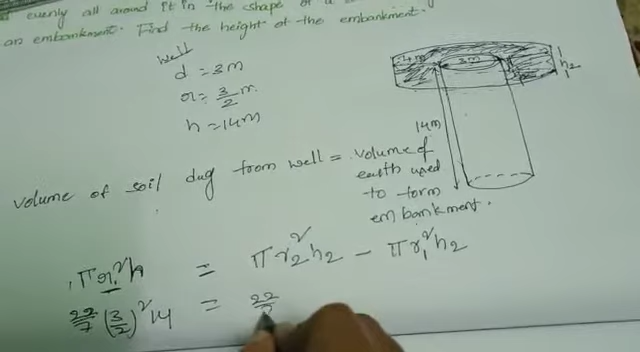 evenly all around it in the shape of a
an embankment. Find the height of the embankment.
Well
d = 3m
r = 3/2 m.
h = 14m
4m
3m
h2
14m
volume of soil dug from well = volume of
earth used
to form
embankment.
πr1²h = πr2²h2 - πr1²h2
22/7 (3/2)² 14 = 22